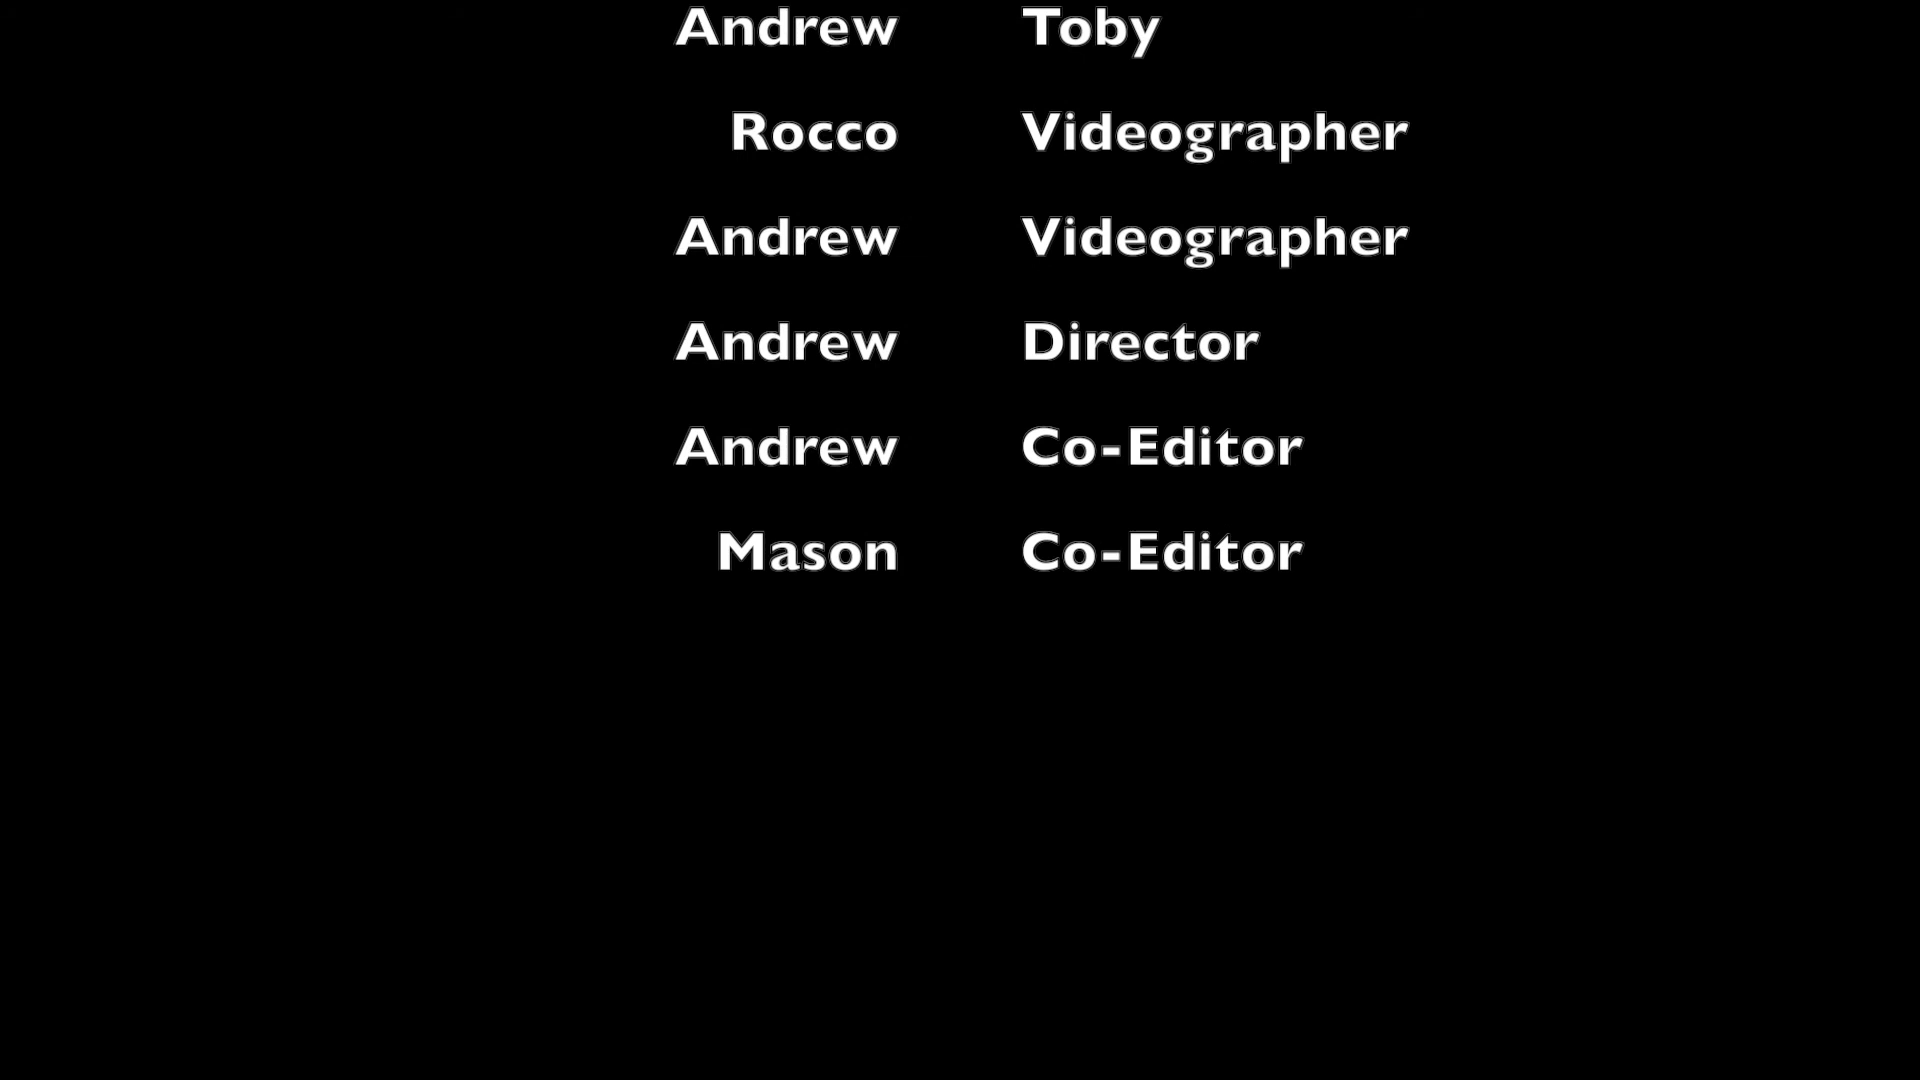 Andrew Toby
Rocco Videographer
Andrew Videographer
Andrew Director
Andrew Co-Editor
Mason Co-Editor